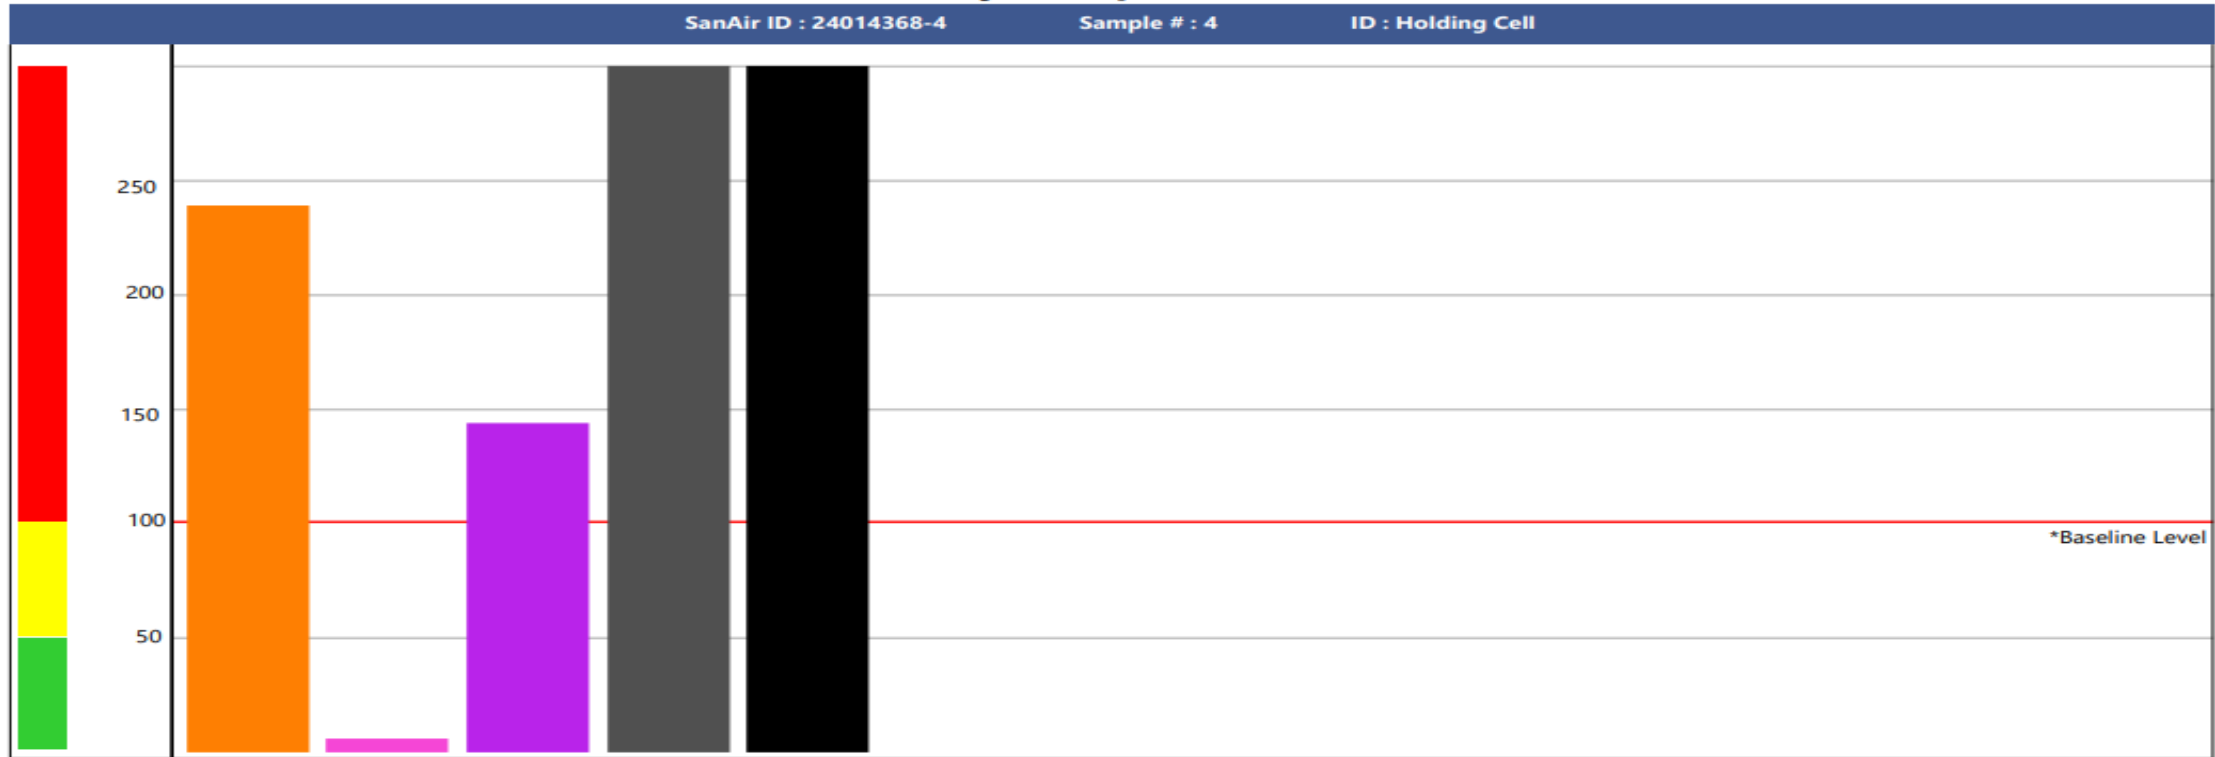 SanAir ID : 24014368-4 Sample # : 4 ID : Holding Cell
250
200
150
100
*Baseline Level
50